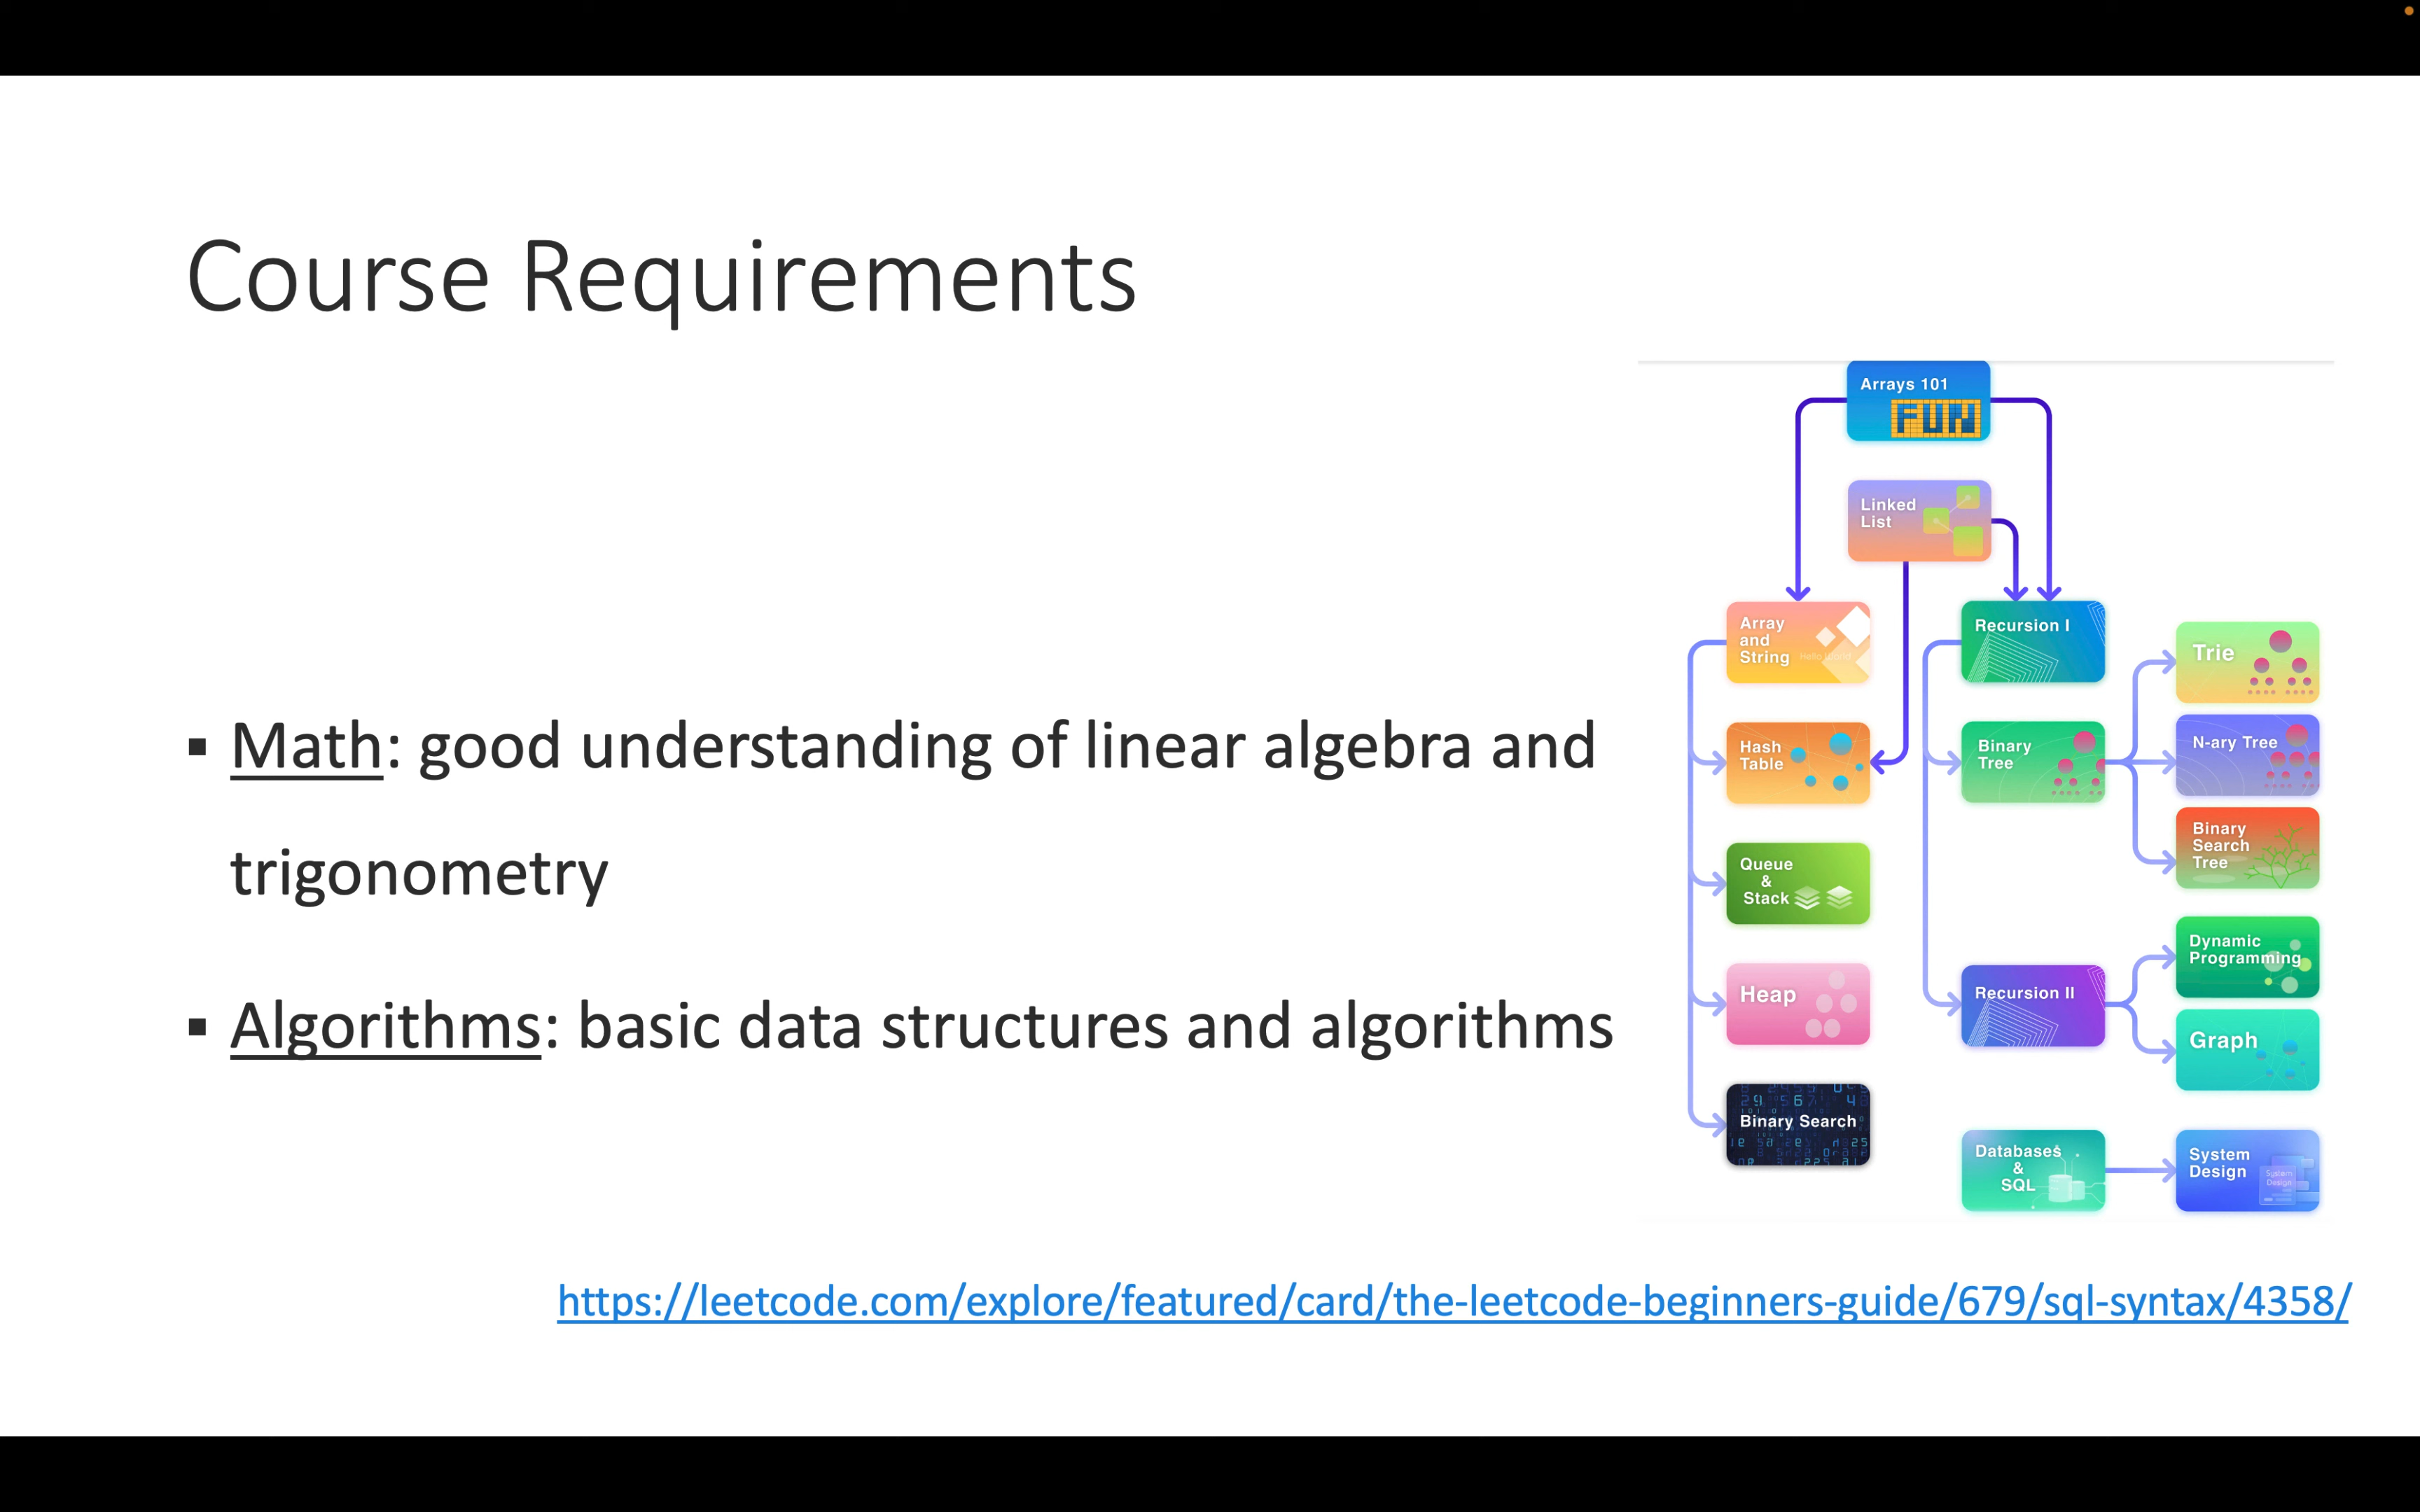 Course Requirements
▪ Math: good understanding of linear algebra and
trigonometry
▪ Algorithms: basic data structures and algorithms
Arrays 101
FUN
Linked
List
Array
and
String
Recursion I
Trie
Hash
Table
Binary
Tree
N-ary Tree
Binary
Search
Tree
Queue
&
Stack
Dynamic
Programming
Heap
Recursion II
Graph
Binary Search
Databases
&
SQL
System
Design
System
Design
https://leetcode.com/explore/featured/card/the-leetcode-beginners-guide/679/sql-syntax/4358/